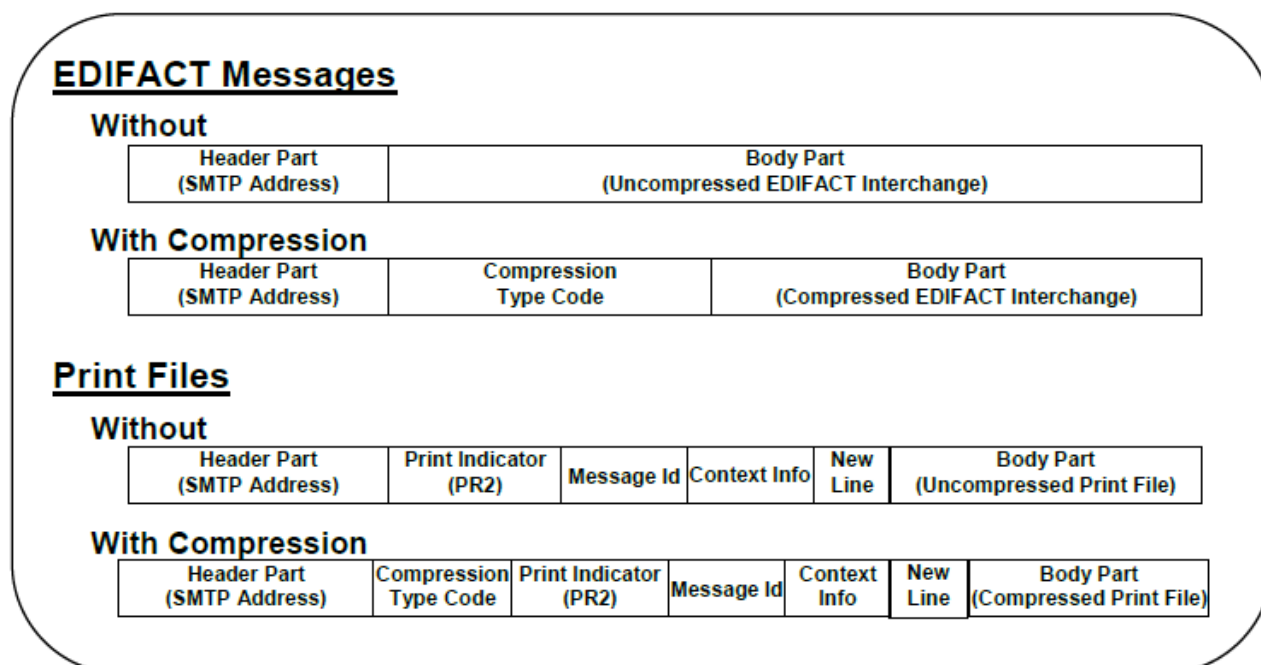 EDIFACT Messages
Without
Header Part
(SMTP Address)
Body Part
(Uncompressed EDIFACT Interchange)
With Compression
Header Part
(SMTP Address)
Compression
Type Code
Body Part
(Compressed EDIFACT Interchange)
Print Files
Without
Header Part
(SMTP Address)
Print Indicator
(PR2)
Message Id
Context Info
New
Line
Body Part
(Uncompressed Print File)
With Compression
Header Part
(SMTP Address)
Compression
Type Code
Print Indicator
(PR2)
Message Id
Context
Info
New
Line
Body Part
(Compressed Print File)